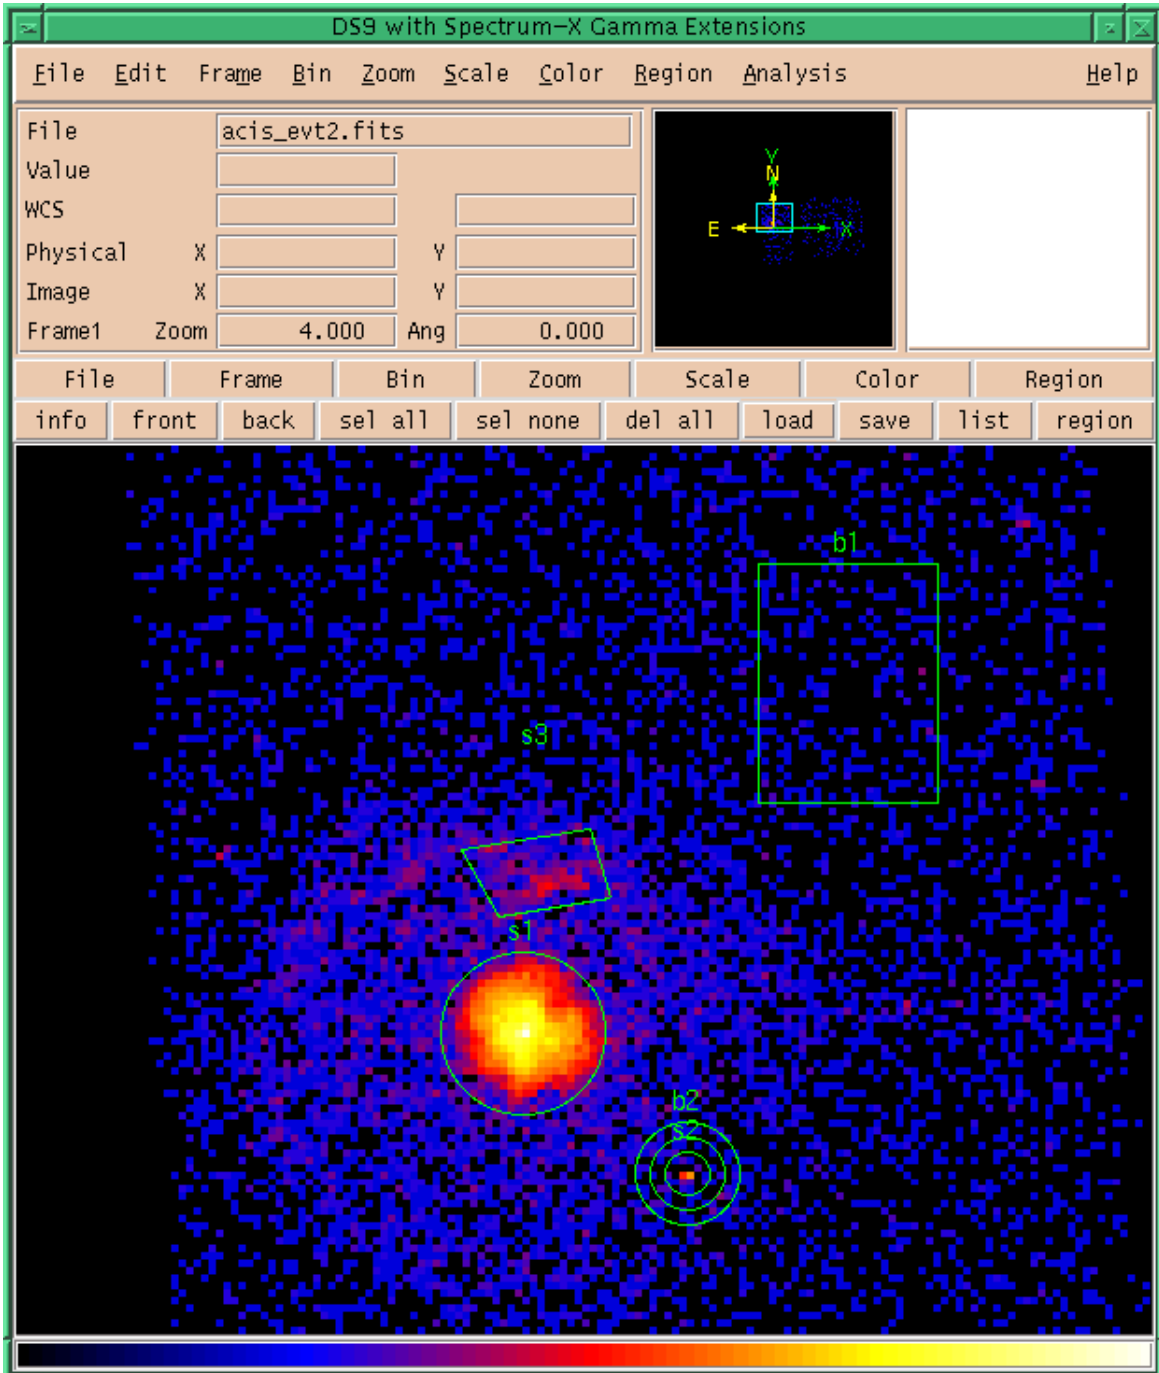 DS9 with Spectrum-X Gamma Extensions
File Edit Frame Bin Zoom Scale Color Region Analysis Help
File acis_evt2.fits
Value
WCS
Physical X Y
Image X Y
Frame1 Zoom 4.000 Ang 0.000
Y
N
E X
File Frame Bin Zoom Scale Color Region
info front back sel all sel none del all load save list region
b1
s3
s1
b2
s2